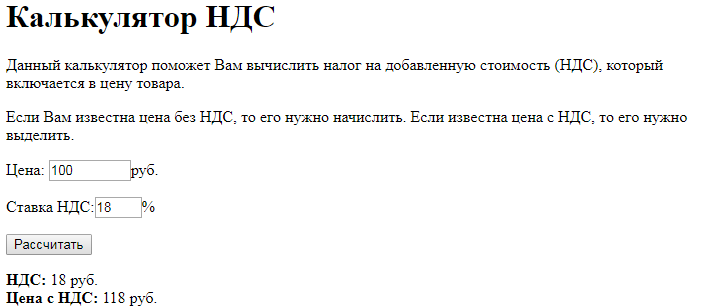 Калькулятор НДС
Данный калькулятор поможет Вам вычислить налог на добавленную стоимость (НДС), который
включается в цену товара.
Если Вам известна цена без НДС, то его нужно начислить. Если известна цена с НДС, то его нужно
выделить.
Цена: 100 руб.
Ставка НДС: 18 %
Рассчитать
НДС: 18 руб.
Цена с НДС: 118 руб.